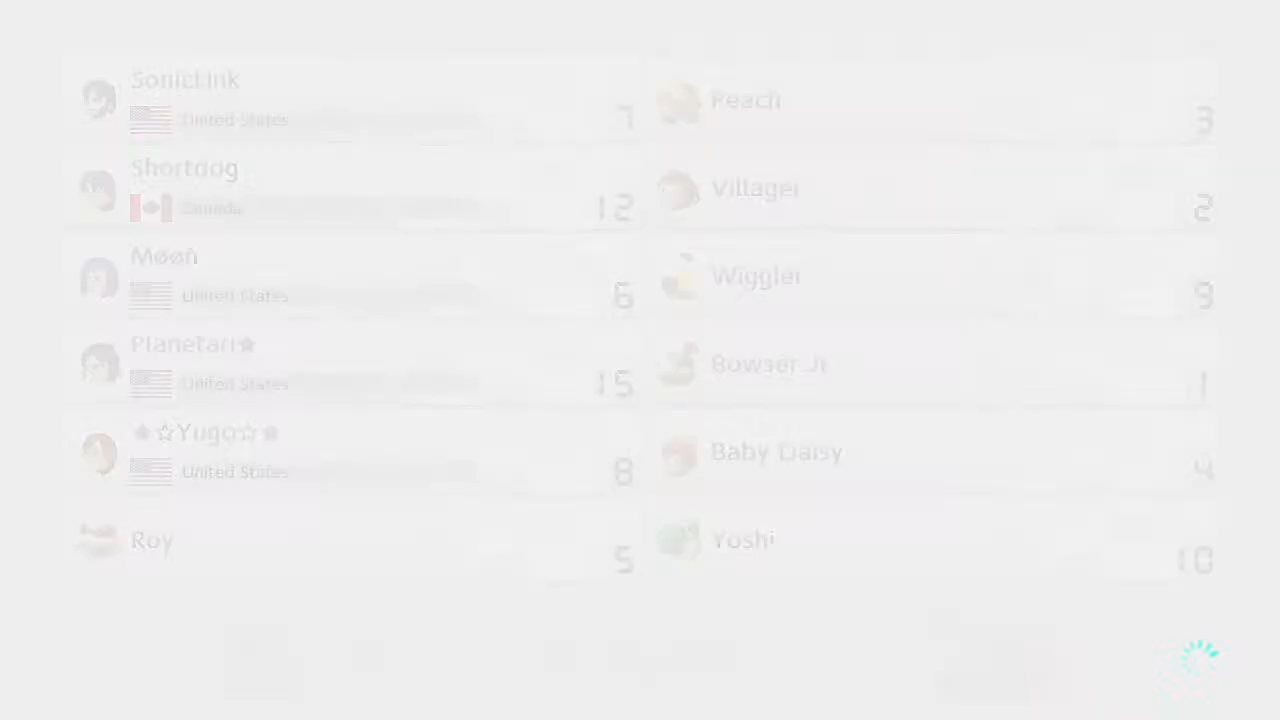 SonicLink
United States 7
Shortdog
Canada 12
Møøn
United States 6
Planetari★
United States 15
★☆Yugo☆★
United States 8
Roy 5
Peach 3
Villager 2
Wiggler 9
Bowser Jr. 1
Baby Daisy 4
Yoshi 10